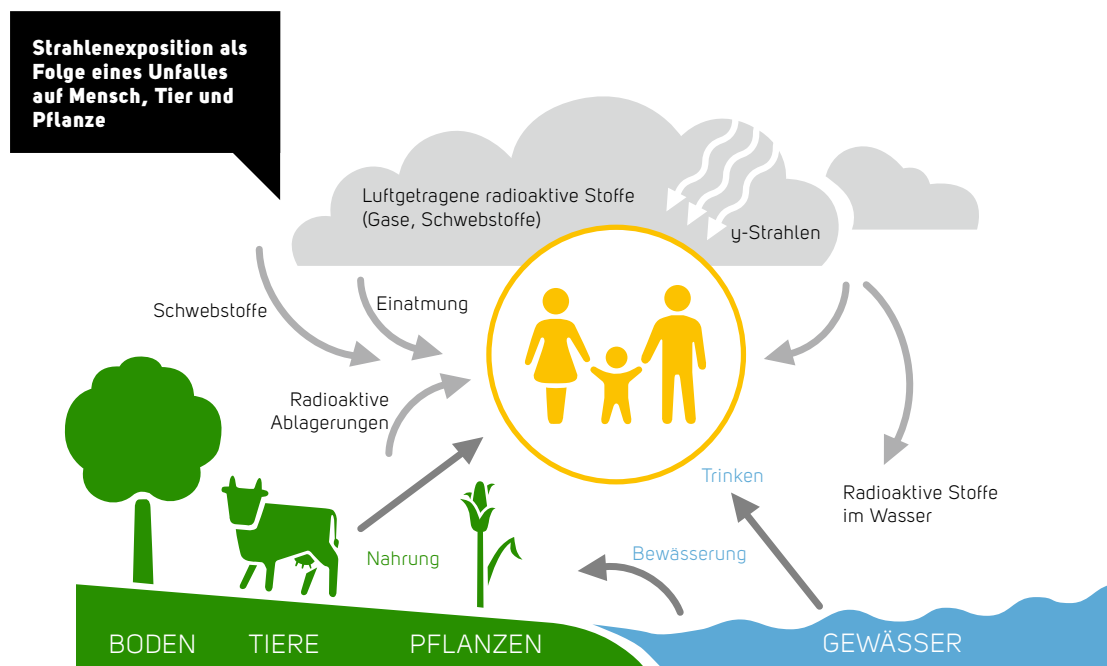 Strahlenexposition als
Folge eines Unfalles
auf Mensch, Tier und
Pflanze
Luftgetragene radioaktive Stoffe
(Gase, Schwebstoffe)
y-Strahlen
Schwebstoffe
Einatmung
Radioaktive
Ablagerungen
Trinken
Radioaktive Stoffe
im Wasser
Nahrung
Bewässerung
BODEN
TIERE
PFLANZEN
GEWÄSSER